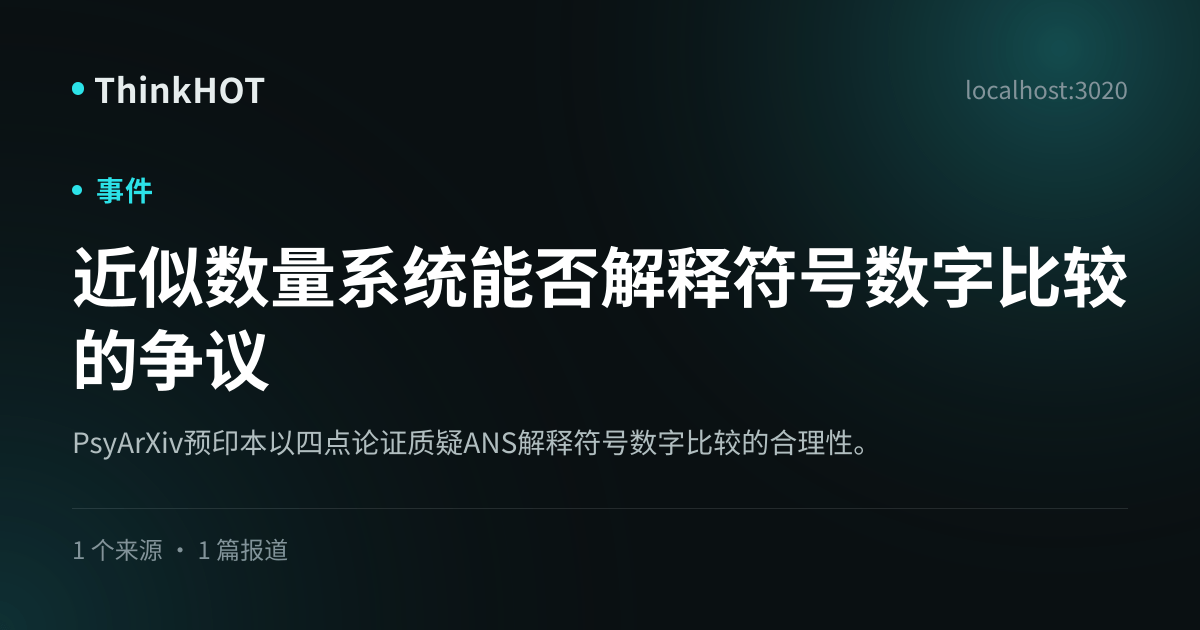 ThinkHOT
localhost:3020
事件
近似数量系统能否解释符号数字比较
的争议
PsyArXiv预印本以四点论证质疑ANS解释符号数字比较的合理性。
1 个来源 · 1 篇报道